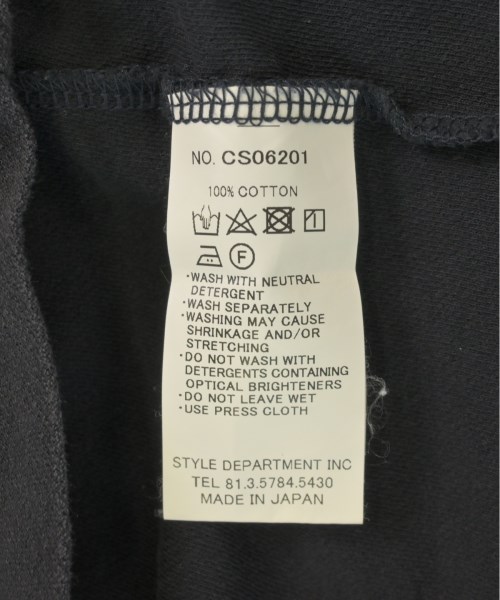 NO. CS06201
100% COTTON
F
·WASH WITH NEUTRAL
DETERGENT
·WASH SEPARATELY
·WASHING MAY CAUSE
SHRINKAGE AND/OR
STRETCHING
·DO NOT WASH WITH
DETERGENTS CONTAINING
OPTICAL BRIGHTENERS
·DO NOT LEAVE WET
·USE PRESS CLOTH
STYLE DEPARTMENT INC
TEL 81.3.5784.5430
MADE IN JAPAN